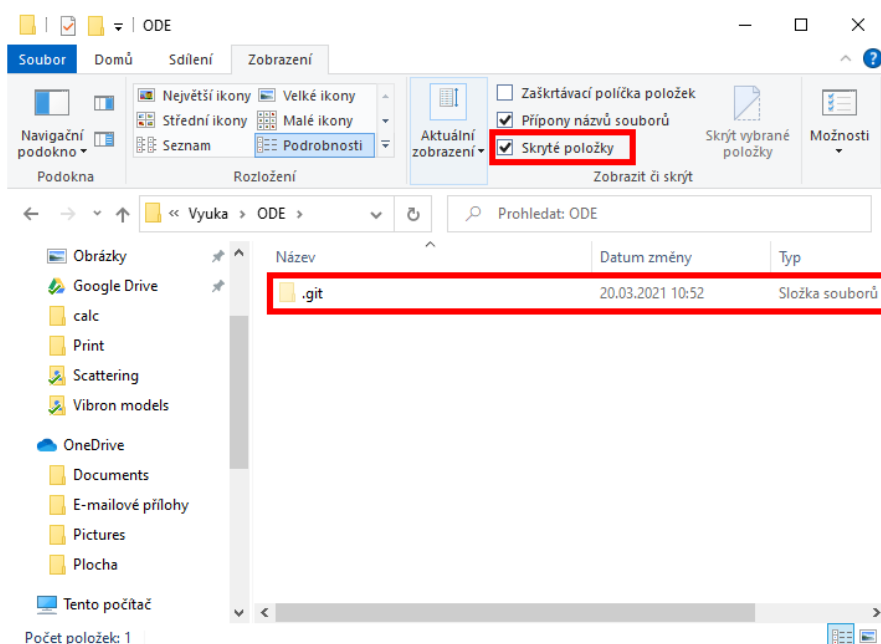 ODE
Soubor Domů Sdílení Zobrazení ?
Navigační podokno
Podokna
Největší ikony Velké ikony
Střední ikony Malé ikony
Seznam Podrobnosti
Rozložení
Aktuální zobrazení
Zaškrtávací políčka položek
Přípony názvů souborů
Skryté položky
Skrýt vybrané položky
Zobrazit či skrýt
Možnosti
« Vyuka > ODE >
Prohledat: ODE
Název Datum změny Typ
.git 20.03.2021 10:52 Složka souborů
Obrázky
Google Drive
calc
Print
Scattering
Vibron models
OneDrive
Documents
E-mailové přílohy
Pictures
Plocha
Tento počítač
Počet položek: 1